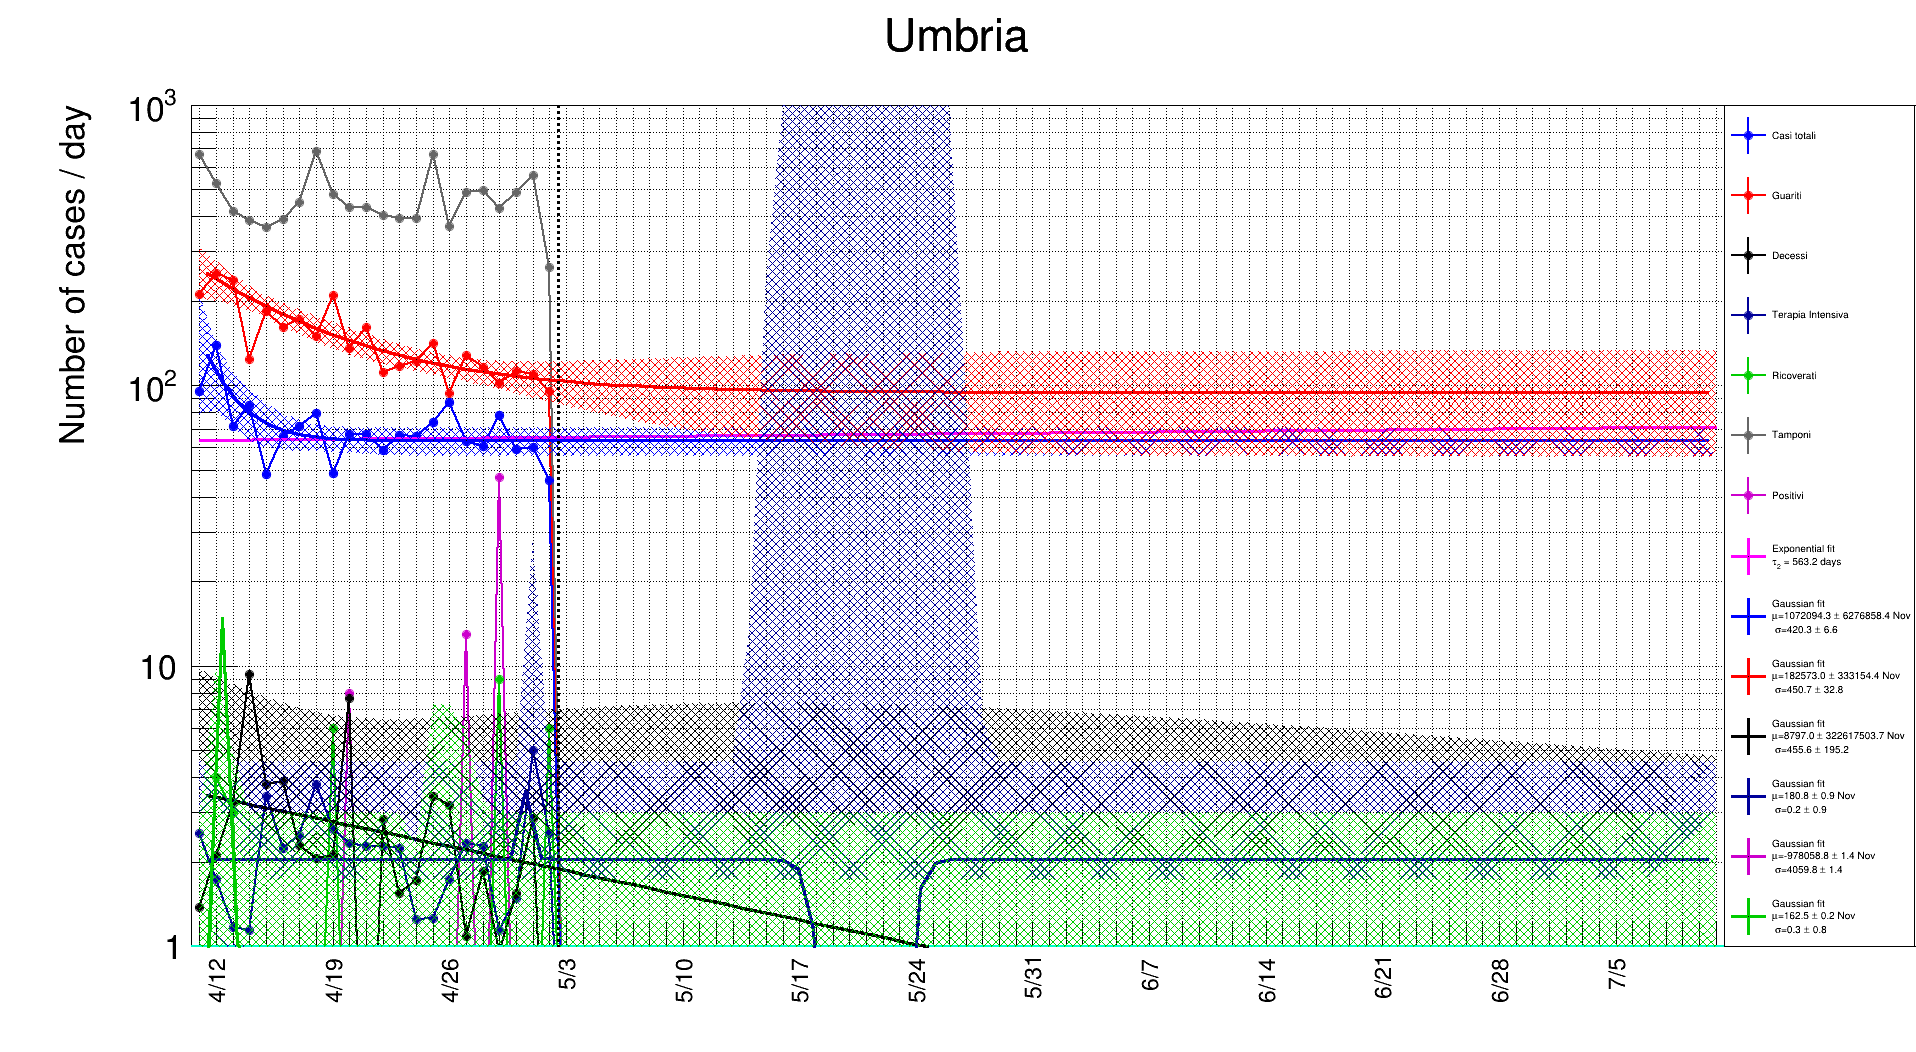 Umbria
Number of cases / day
10³
10²
10
1
4/12
4/19
4/26
5/3
5/10
5/17
5/24
5/31
6/7
6/14
6/21
6/28
7/5
Casi totali
Guariti
Decessi
Terapia Intensiva
Ricoverati
Tamponi
Positivi
Exponential fit
τ₂ = 563.2 days
Gaussian fit
μ=1072094.3 ± 6276858.4 Nov
σ=420.3 ± 6.6
Gaussian fit
μ=182573.0 ± 333154.4 Nov
σ=450.7 ± 32.8
Gaussian fit
μ=8797.0 ± 322617503.7 Nov
σ=455.6 ± 195.2
Gaussian fit
μ=180.8 ± 0.9 Nov
σ=0.2 ± 0.9
Gaussian fit
μ=-978058.8 ± 1.4 Nov
σ=4059.8 ± 1.4
Gaussian fit
μ=162.5 ± 0.2 Nov
σ=0.3 ± 0.8